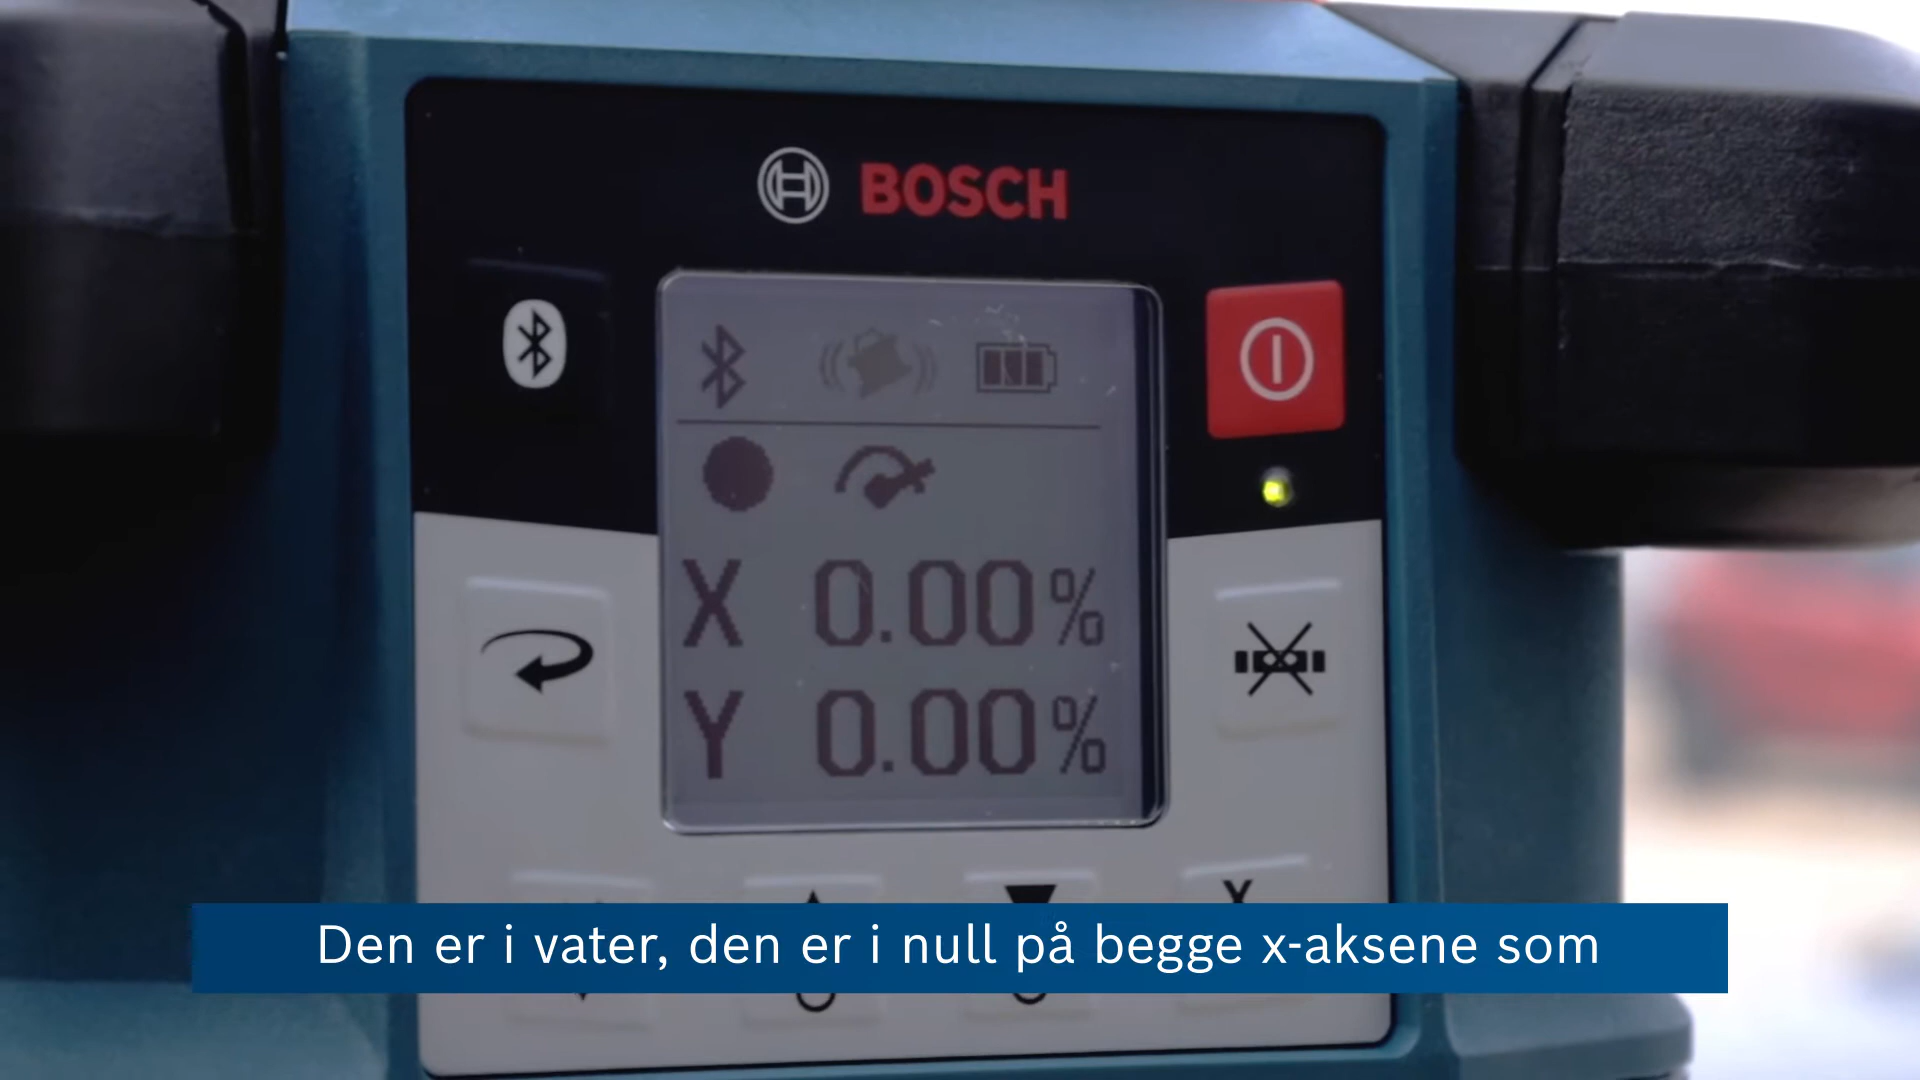 BOSCH
X 0.00%
Y 0.00%
X
Den er i vater, den er i null på begge x-aksene som